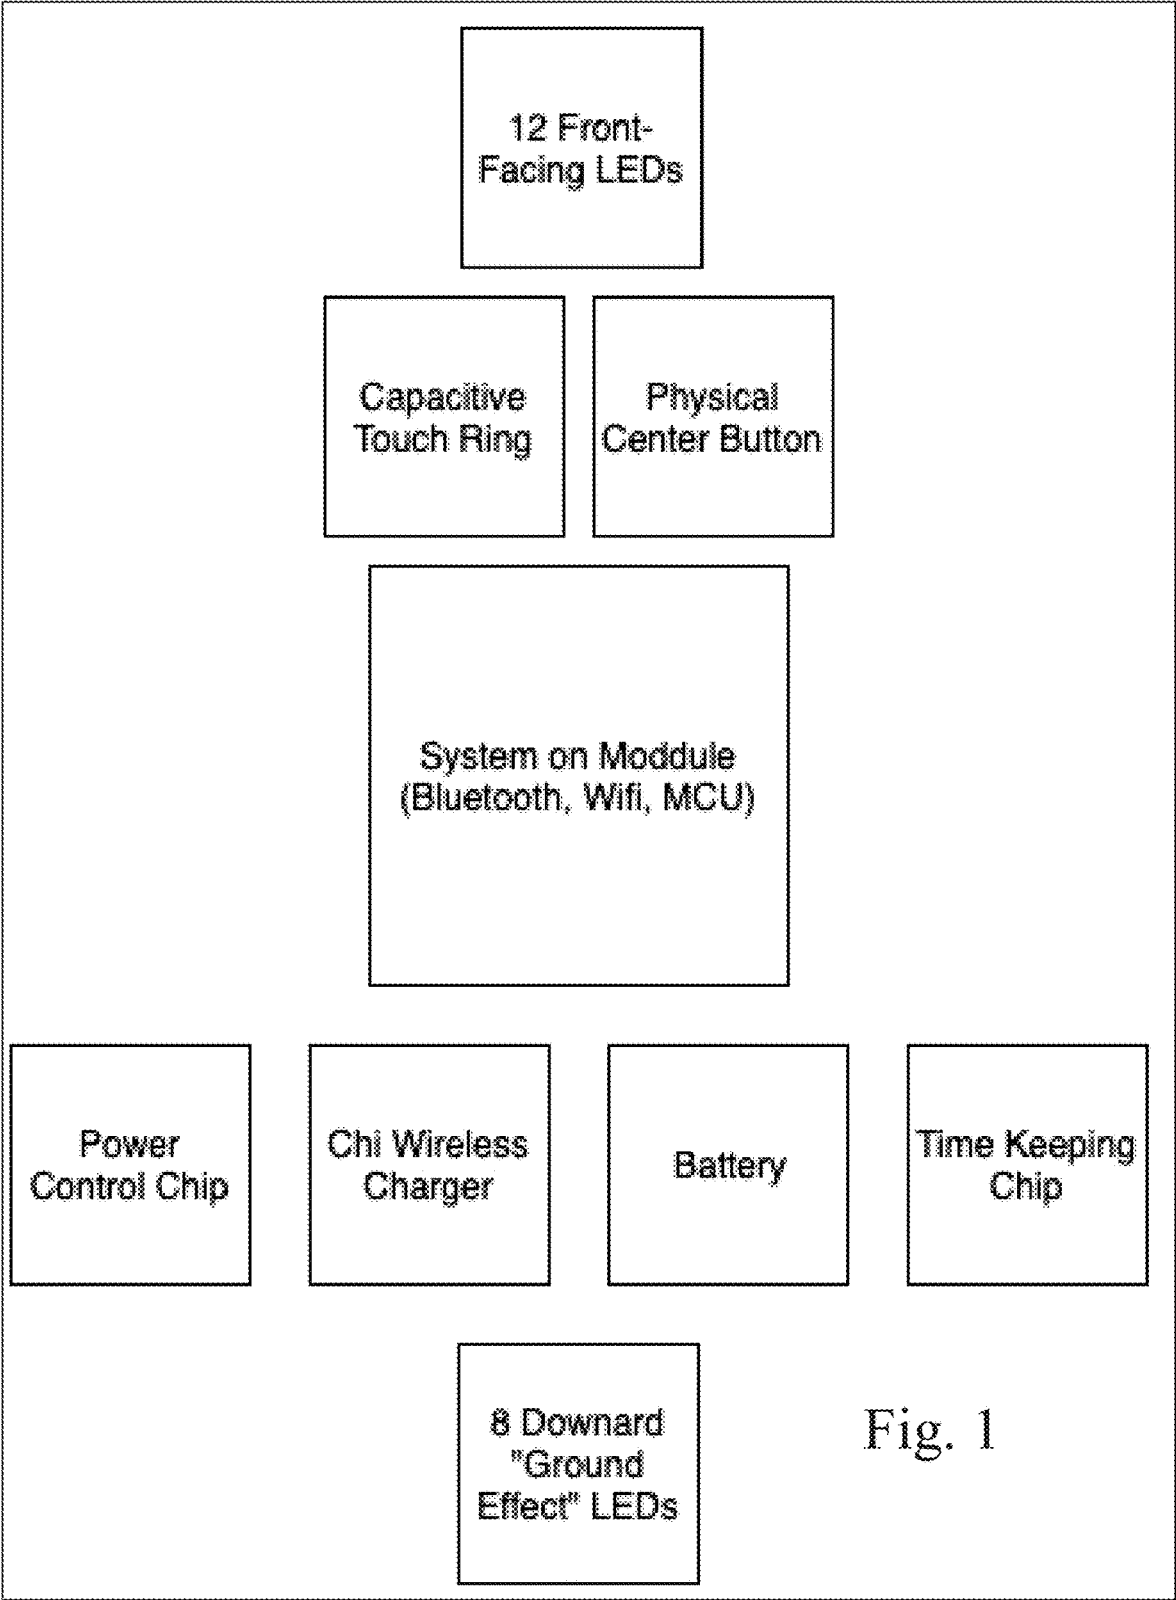 12 Front-
Facing LEDs
Capacitive
Touch Ring
Physical
Center Button
System on Moddule
(Bluetooth, Wifi, MCU)
Power
Control Chip
Chi Wireless
Charger
Battery
Time Keeping
Chip
8 Downard
"Ground
Effect" LEDs
Fig. 1